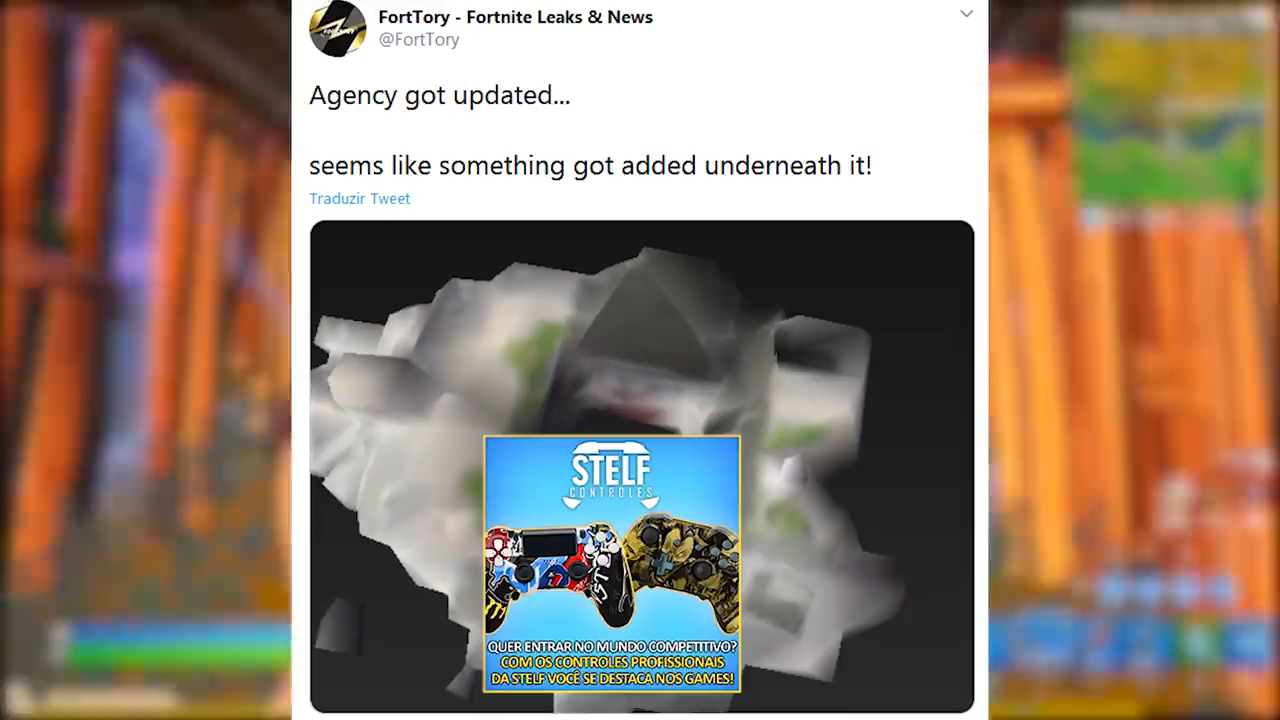 FortTory - Fortnite Leaks & News
@FortTory
Agency got updated...
seems like something got added underneath it!
Traduzir Tweet
STELF
CONTROLES
QUER ENTRAR NO MUNDO COMPETITIVO?
COM OS CONTROLES PROFISSIONAIS
DA STELF VOCÊ SE DESTACA NOS GAMES!